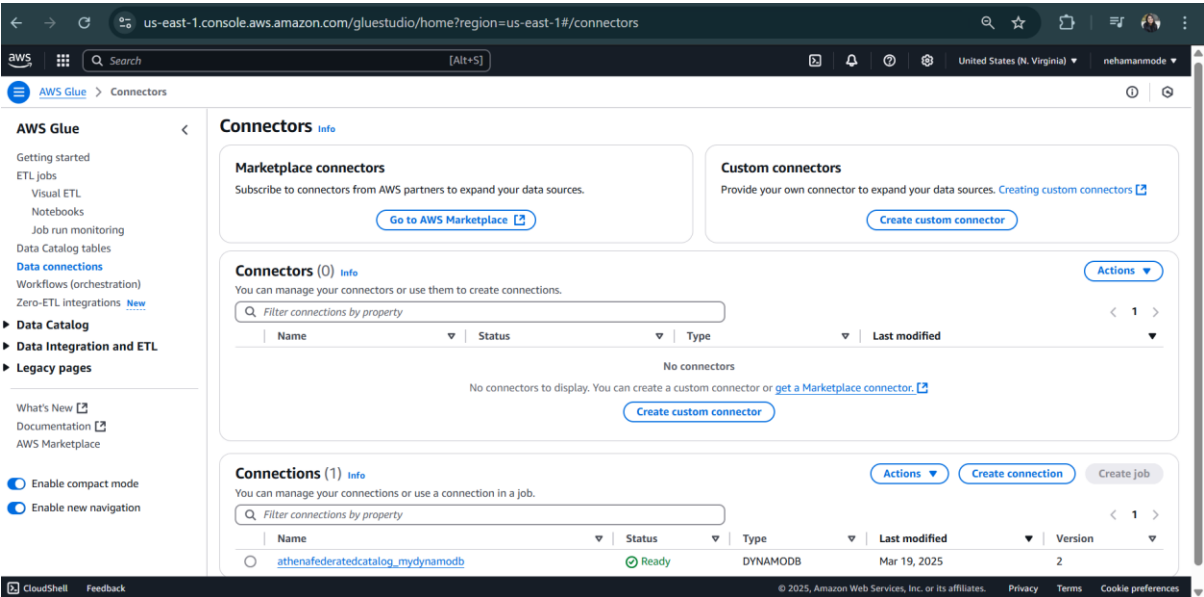 us-east-1.console.aws.amazon.com/gluestudio/home?region=us-east-1#/connectors
aws
Search [Alt+S]
United States (N. Virginia)
nehamanmode
AWS Glue > Connectors
AWS Glue
Getting started
ETL jobs
Visual ETL
Notebooks
Job run monitoring
Data Catalog tables
Data connections
Workflows (orchestration)
Zero-ETL integrations New
Data Catalog
Data Integration and ETL
Legacy pages
What's New
Documentation
AWS Marketplace
Enable compact mode
Enable new navigation
Connectors Info
Marketplace connectors
Subscribe to connectors from AWS partners to expand your data sources.
Go to AWS Marketplace
Custom connectors
Provide your own connector to expand your data sources. Creating custom connectors
Create custom connector
Connectors (0) Info
Actions
You can manage your connectors or use them to create connections.
Filter connections by property
1
Name Status Type Last modified
No connectors
No connectors to display. You can create a custom connector or get a Marketplace connector.
Create custom connector
Connections (1) Info
Actions Create connection Create job
You can manage your connections or use a connection in a job.
Filter connections by property
1
Name Status Type Last modified Version
athenafederatedcatalog_mydynamodb Ready DYNAMODB Mar 19, 2025 2
CloudShell Feedback © 2025, Amazon Web Services, Inc. or its affiliates. Privacy Terms Cookie preferences